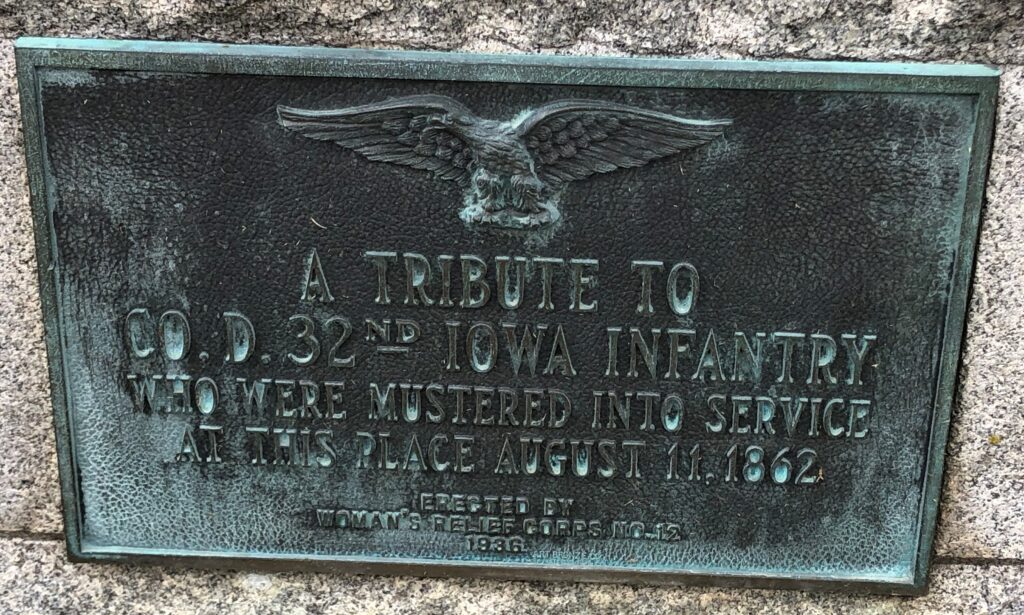 A TRIBUTE TO
CO. D. 32ND IOWA INFANTRY
WHO WERE MUSTERED INTO SERVICE
AT THIS PLACE AUGUST 11, 1862
ERECTED BY
WOMAN'S RELIEF CORPS NO. 12
1936